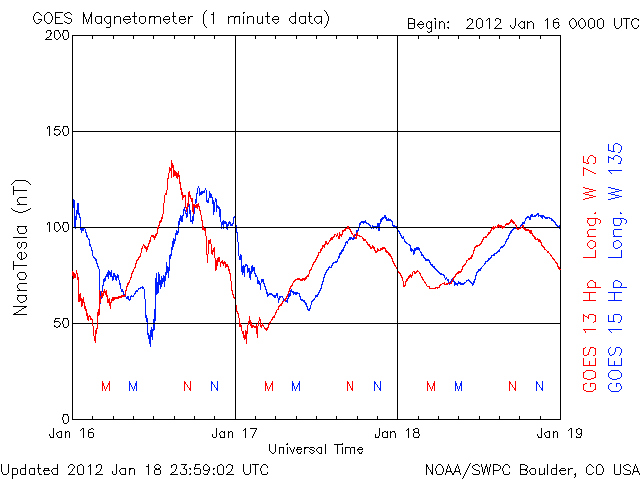 GOES Magnetometer (1 minute data)
Begin: 2012 Jan 16 0000 UTC
200
150
100
50
0
NanoTesla (nT)
M M N N M M N N M M N N
Jan 16 Jan 17 Jan 18 Jan 19
Universal Time
GOES 13 Hp Long. W 75
GOES 15 Hp Long. W 135
Updated 2012 Jan 18 23:59:02 UTC
NOAA/SWPC Boulder, CO USA